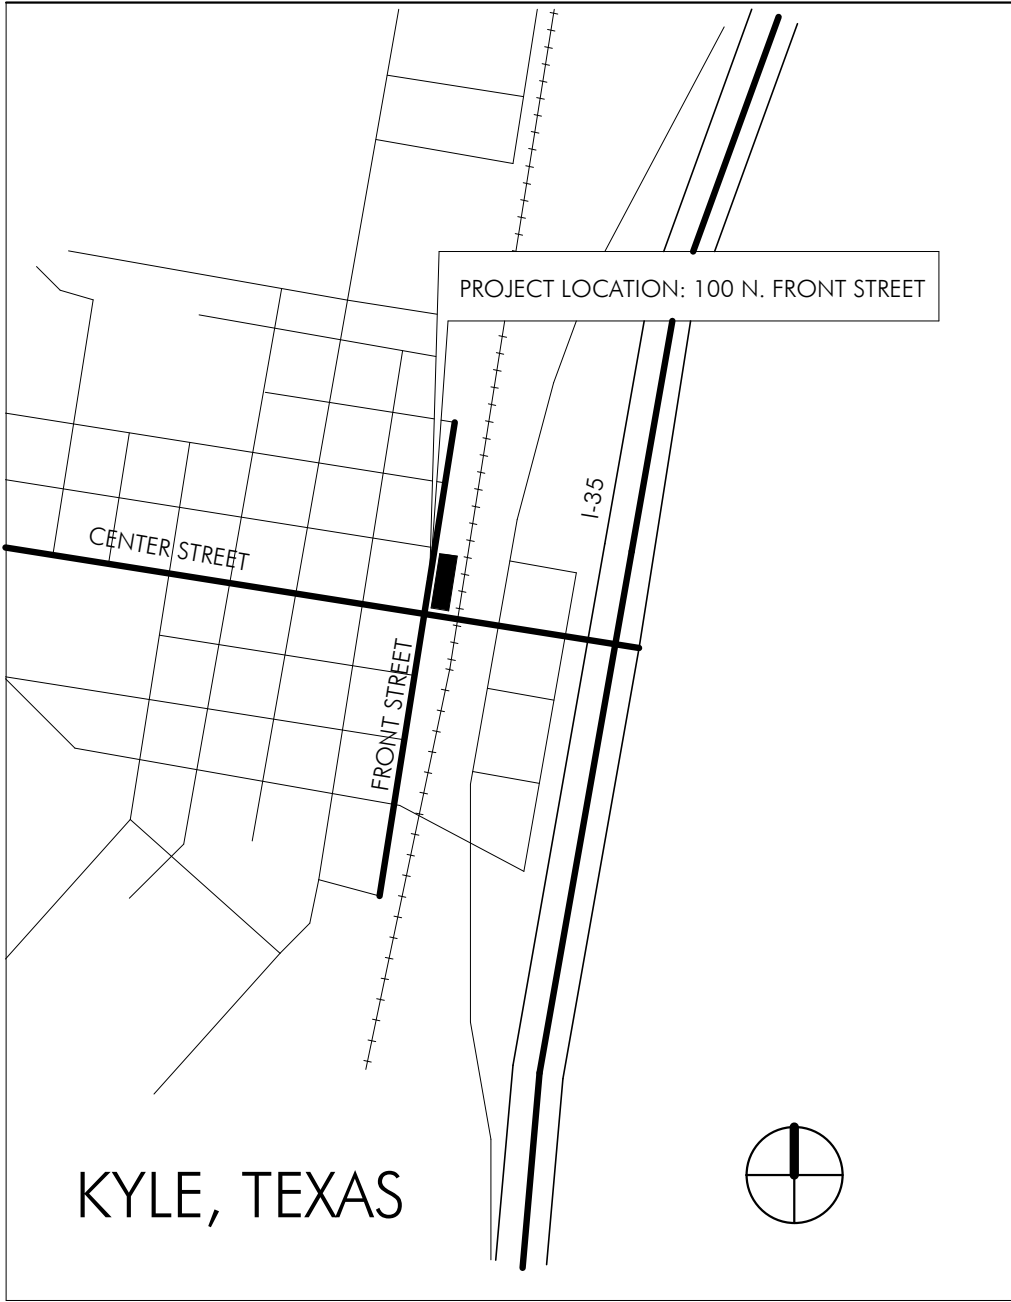 PROJECT LOCATION: 100 N. FRONT STREET
I-35
CENTER STREET
FRONT STREET
KYLE, TEXAS